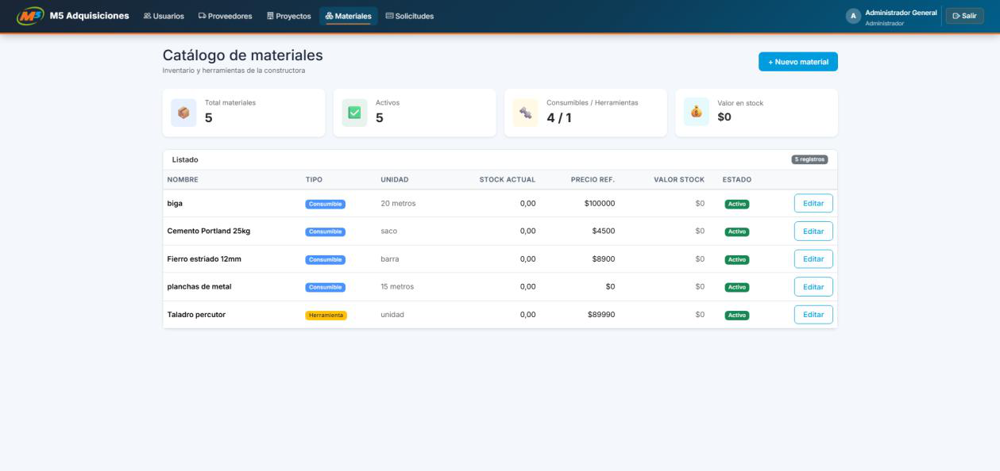 M5 M5 Adquisiciones Usuarios Proveedores Proyectos Materiales Solicitudes A Administrador General Salir
Administrador
Catálogo de materiales
+ Nuevo material
Inventario y herramientas de la constructora
Total materiales Activos Consumibles / Herramientas Valor en stock
5 5 4 / 1 $0
Listado 5 registros
NOMBRE TIPO UNIDAD STOCK ACTUAL PRECIO REF. VALOR STOCK ESTADO
biga Consumible 20 metros 0,00 $100000 $0 Activo Editar
Cemento Portland 25kg Consumible saco 0,00 $4500 $0 Activo Editar
Fierro estriado 12mm Consumible barra 0,00 $8900 $0 Activo Editar
planchas de metal Consumible 15 metros 0,00 $0 $0 Activo Editar
Taladro percutor Herramienta unidad 0,00 $89990 $0 Activo Editar